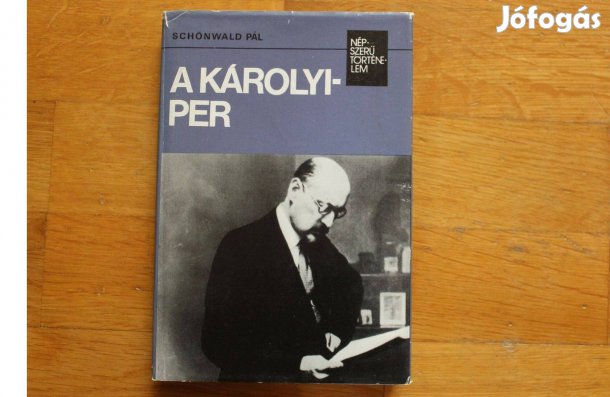 Jófogás
SCHÖNWALD PÁL
NÉP-
SZERŰ
TÖRTÉNE-
LEM
A KÁROLYI-
PER